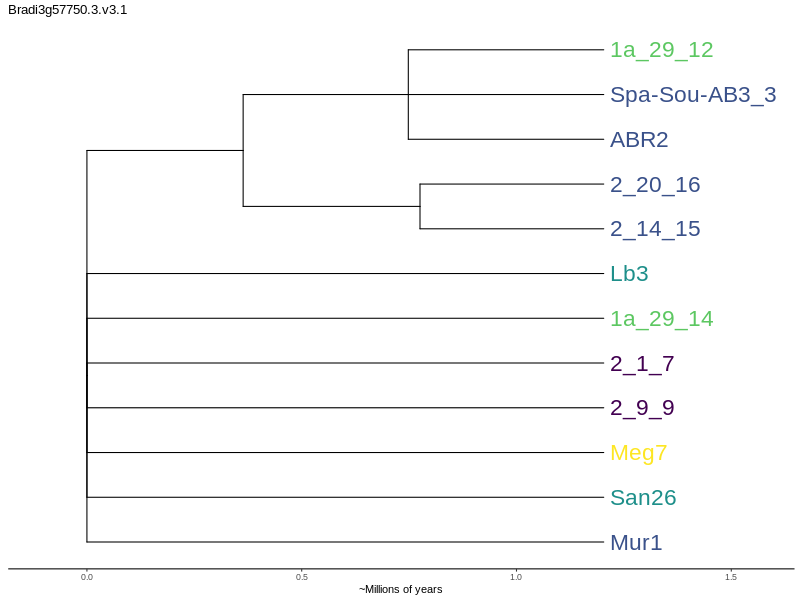 Bradi3g57750.3.v3.1
1a_29_12
Spa-Sou-AB3_3
ABR2
2_20_16
2_14_15
Lb3
1a_29_14
2_1_7
2_9_9
Meg7
San26
Mur1
0.0 0.5 1.0 1.5
~Millions of years